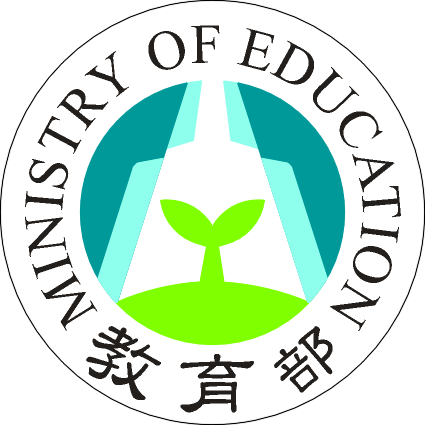 MINISTRY OF EDUCATION
教育部